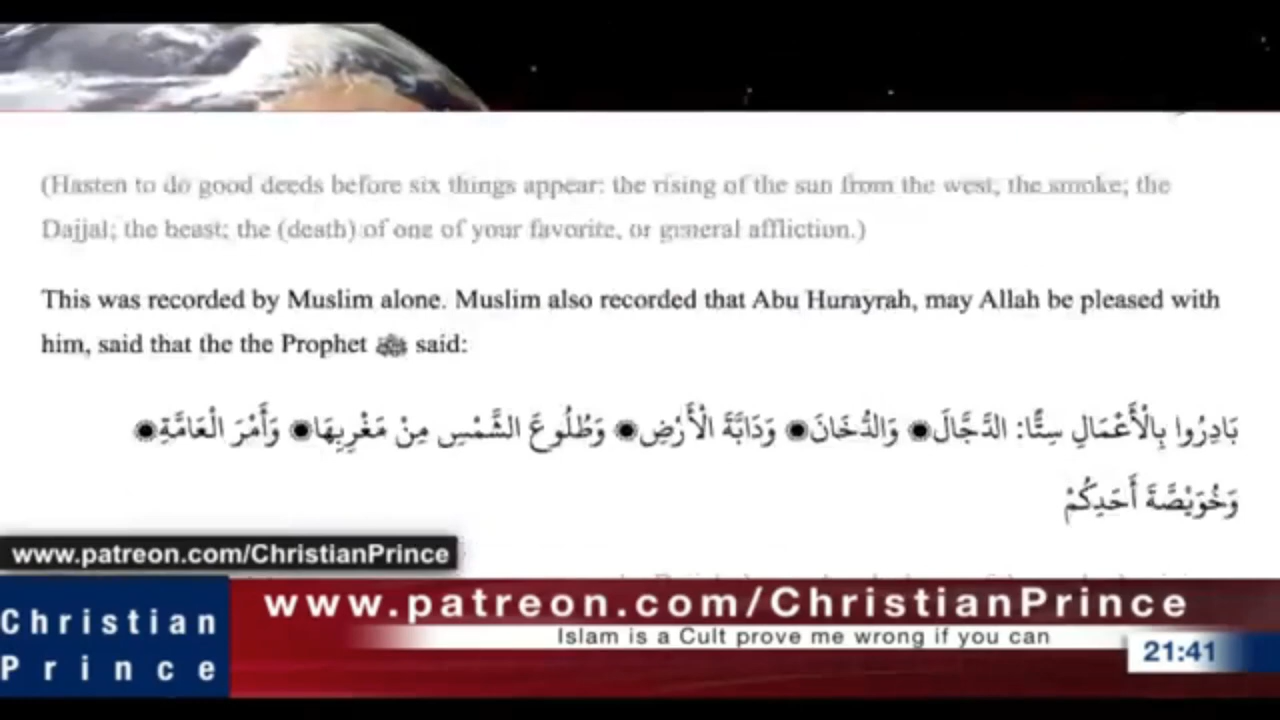 (Hasten to do good deeds before six things appear: the rising of the sun from the west; the smoke; the
Dajjal; the beast; the (death) of one of your favorite, or general affliction.)
This was recorded by Muslim alone. Muslim also recorded that Abu Hurayrah, may Allah be pleased with
him, said that the the Prophet ﷺ said:
بَادِرُوا بِالْأَعْمَالِ سِتًّا: الدَّجَّالَ● وَالدُّخَانَ● وَدَابَّةَ الْأَرْضِ● وَطُلُوعَ الشَّمْسِ مِنْ مَغْرِبِهَا● وَأَمْرَ الْعَامَّةِ●
وَخُوَيْصَّةَ أَحَدِكُمْ
www.patreon.com/ChristianPrince
www.patreon.com/ChristianPrince
Islam is a Cult prove me wrong if you can
Christian
Prince
21:41